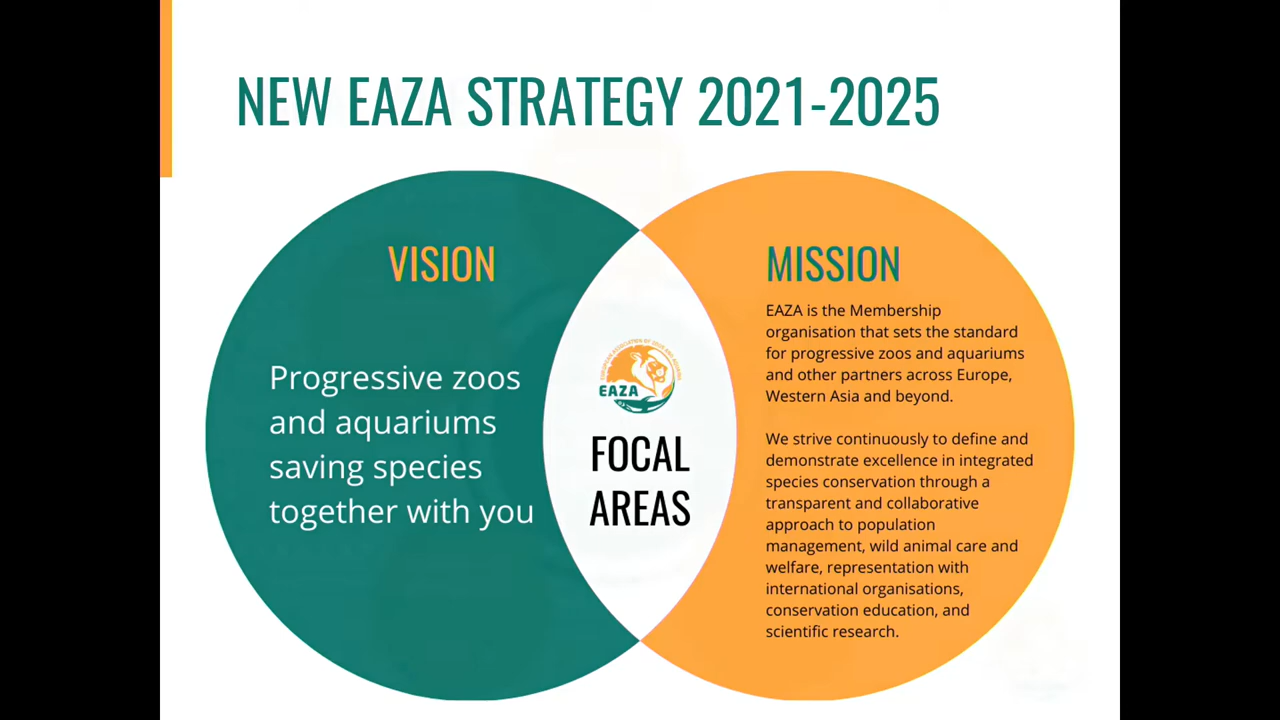 NEW EAZA STRATEGY 2021-2025
VISION
Progressive zoos
and aquariums
saving species
together with you
EAZA
FOCAL
AREAS
MISSION
EAZA is the Membership
organisation that sets the standard
for progressive zoos and aquariums
and other partners across Europe,
Western Asia and beyond.
We strive continuously to define and
demonstrate excellence in integrated
species conservation through a
transparent and collaborative
approach to population
management, wild animal care and
welfare, representation with
international organisations,
conservation education, and
scientific research.